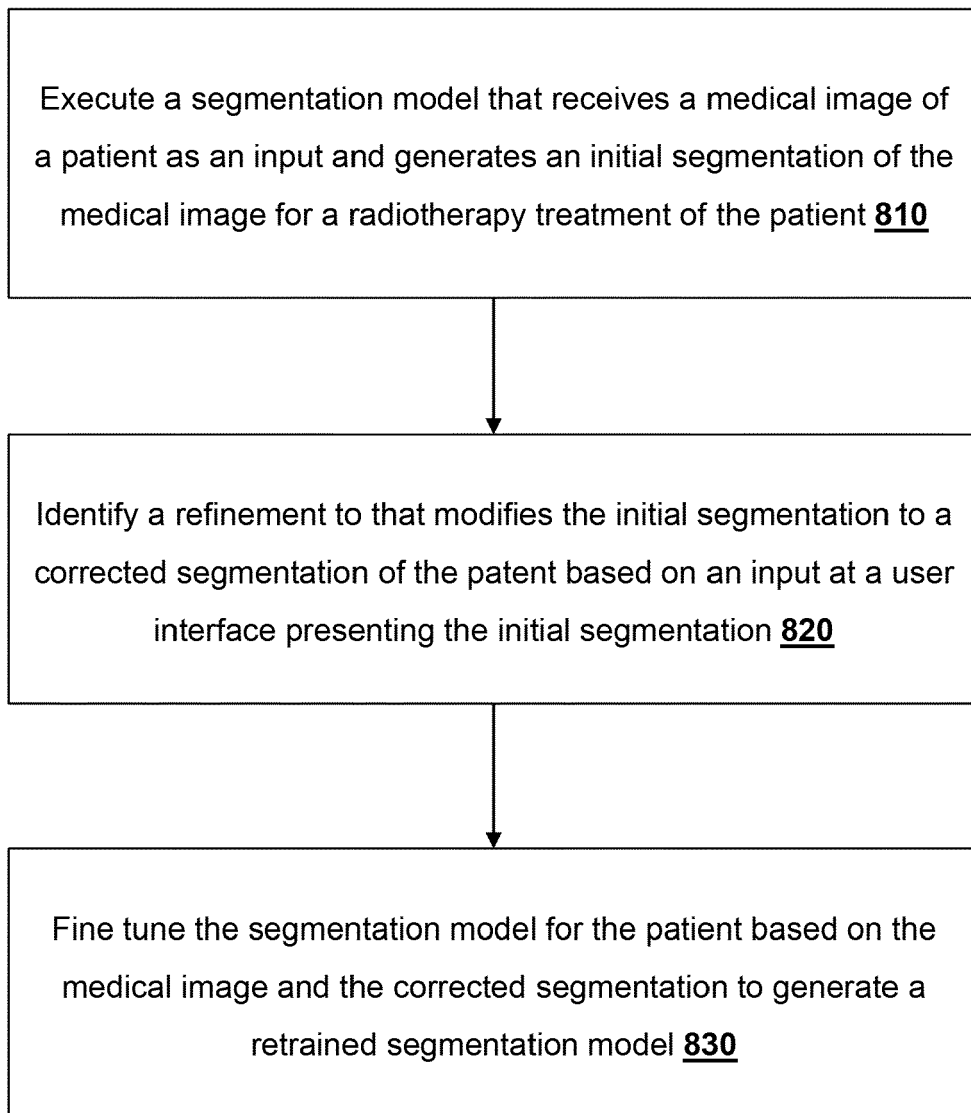 Execute a segmentation model that receives a medical image of
a patient as an input and generates an initial segmentation of the
medical image for a radiotherapy treatment of the patient 810
Identify a refinement to that modifies the initial segmentation to a
corrected segmentation of the patent based on an input at a user
interface presenting the initial segmentation 820
Fine tune the segmentation model for the patient based on the
medical image and the corrected segmentation to generate a
retrained segmentation model 830